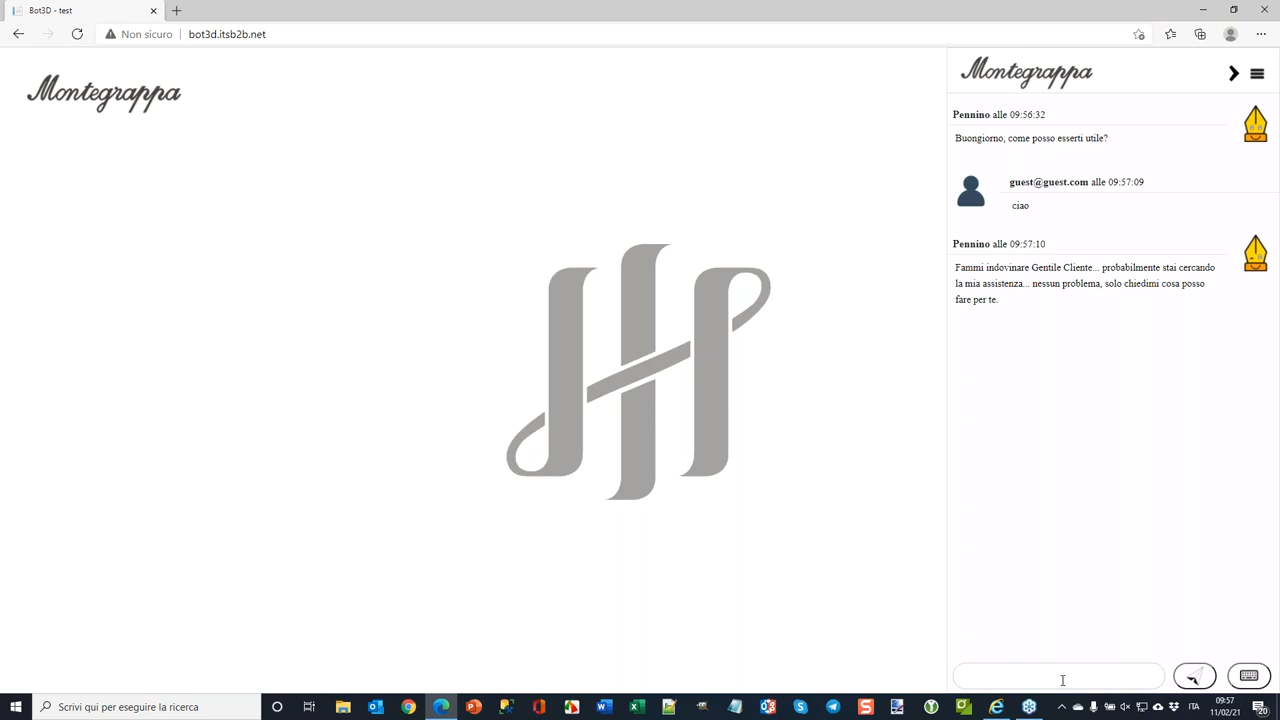 Bot3D - test
Non sicuro
bot3d.itsb2b.net
Montegrappa
Montegrappa
Pennino alle 09:56:32
Buongiorno, come posso esserti utile?
guest@guest.com alle 09:57:09
ciao
Pennino alle 09:57:10
Fammi indovinare Gentile Cliente... probabilmente stai cercando
la mia assistenza... nessun problema, solo chiedimi cosa posso
fare per te.
Scrivi qui per eseguire la ricerca
ITA
09:57
11/02/21